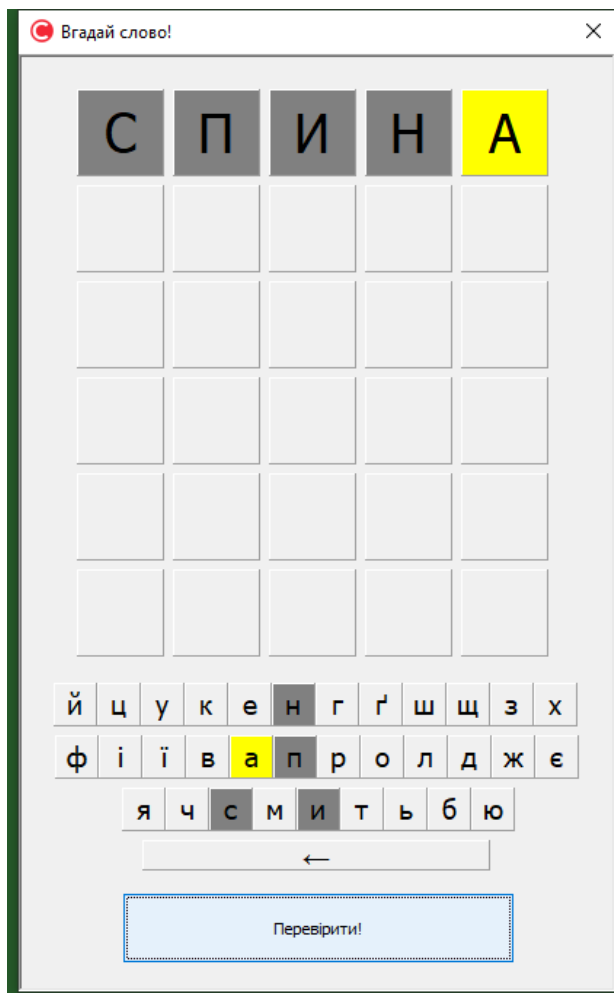 Вгадай слово!
С П И Н А
й ц у к е н г ґ ш щ з х
ф і ї в а п р о л д ж є
я ч с м и т ь б ю
←
Перевірити!